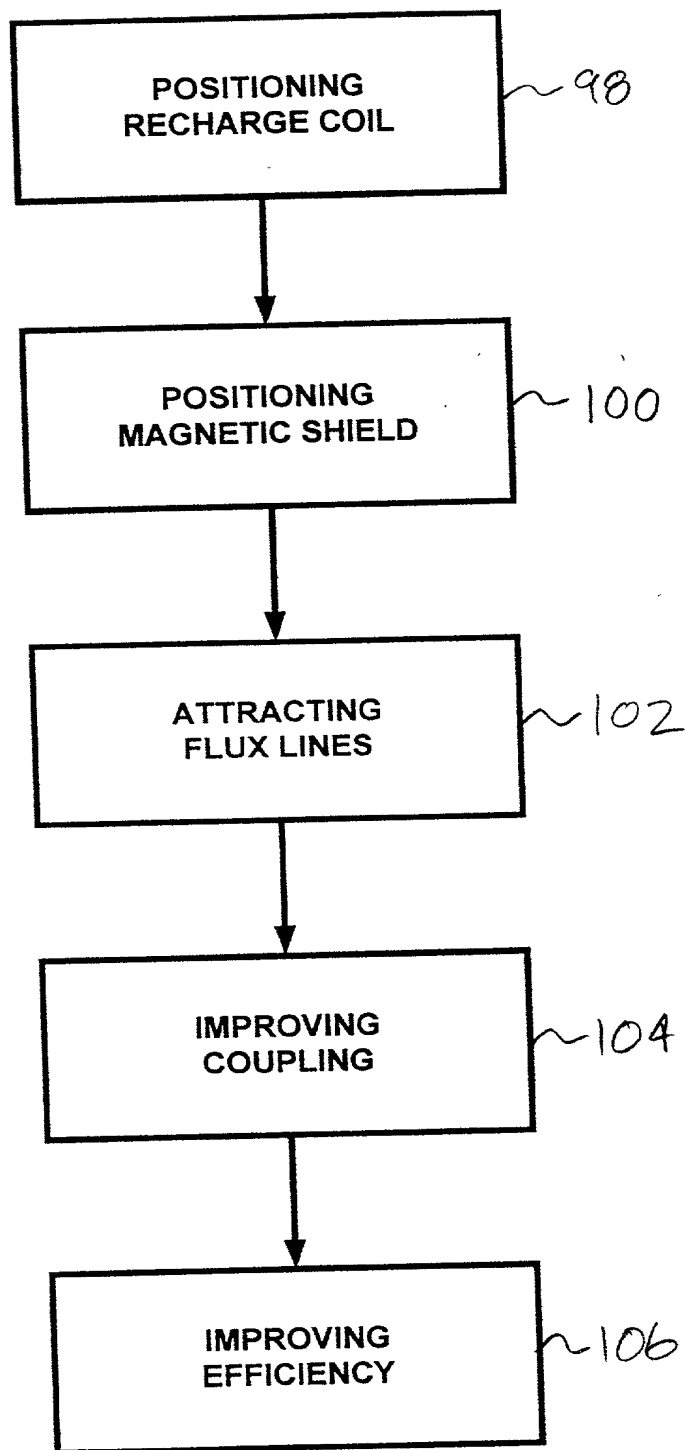 POSITIONING
RECHARGE COIL
98
POSITIONING
MAGNETIC SHIELD
100
ATTRACTING
FLUX LINES
102
IMPROVING
COUPLING
104
IMPROVING
EFFICIENCY
106